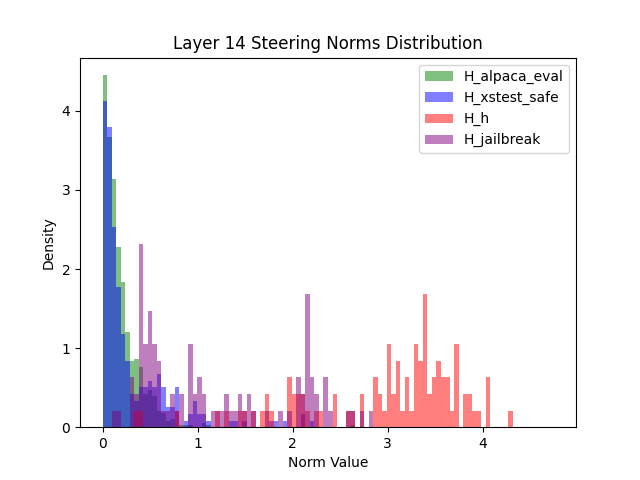 Layer 14 Steering Norms Distribution
H_alpaca_eval
H_xstest_safe
H_h
H_jailbreak
Density
4
3
2
1
0
0 1 2 3 4
Norm Value